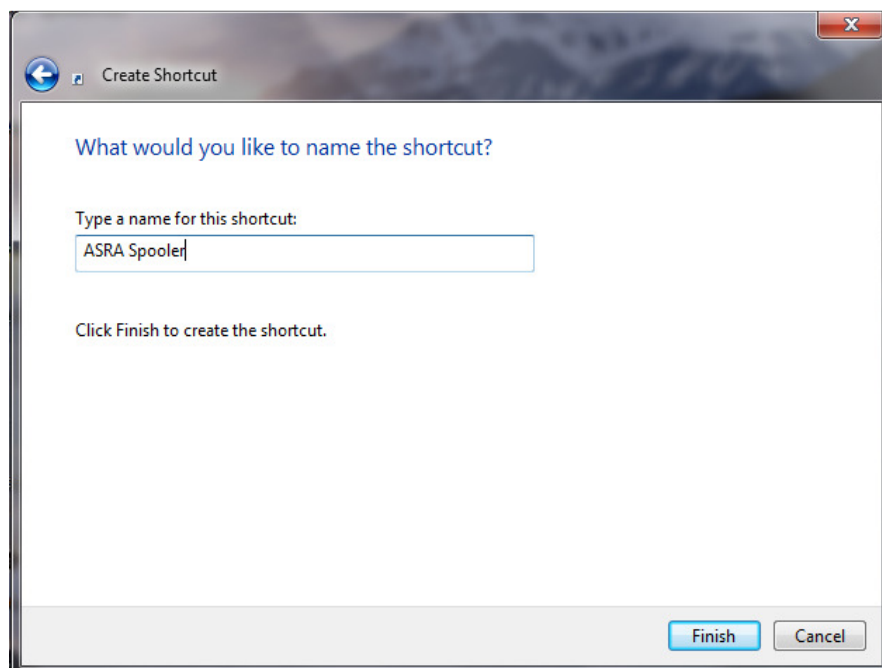 Create Shortcut
What would you like to name the shortcut?
Type a name for this shortcut:
ASRA Spooler
Click Finish to create the shortcut.
Finish Cancel